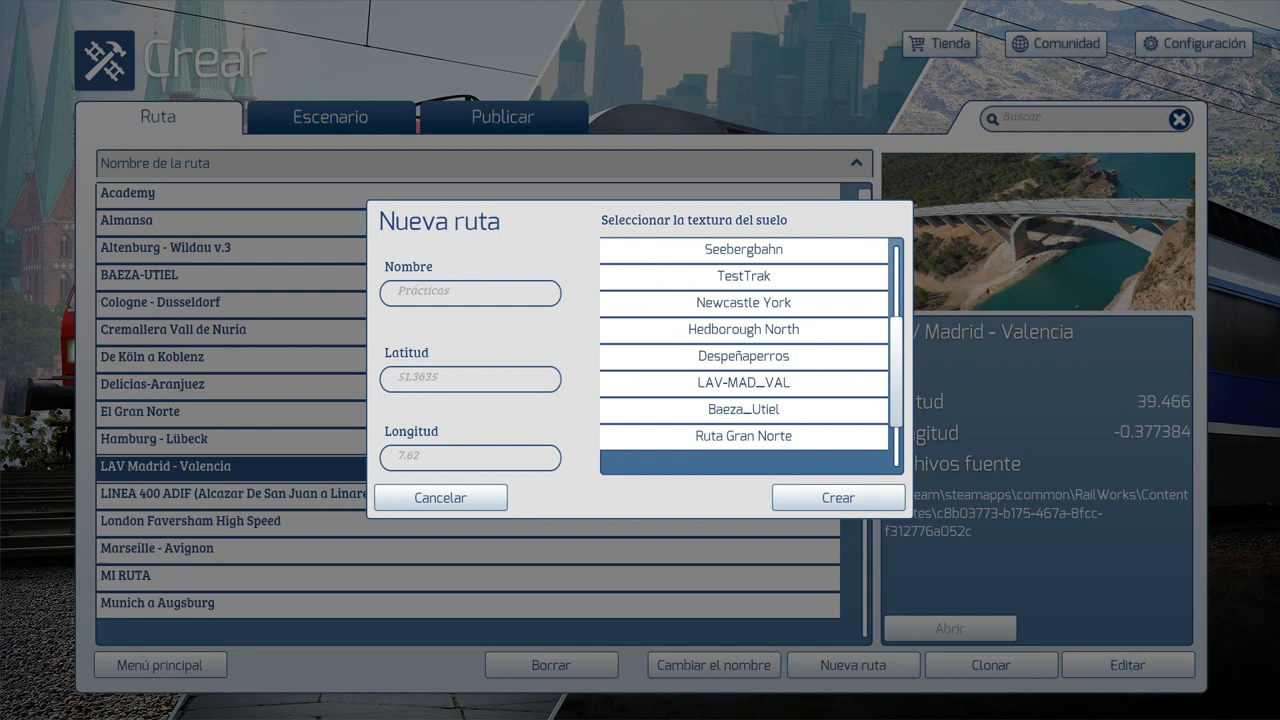 Crear
Tienda
Comunidad
Configuración
Ruta
Escenario
Publicar
Buscar
Nombre de la ruta
Academy
Almansa
Altenburg - Wildau v.3
BAEZA-UTIEL
Cologne - Dusseldorf
Cremallera Vall de Nuria
De Köln a Koblenz
Delicias-Aranjuez
El Gran Norte
Hamburg - Lübeck
LAV Madrid - Valencia
LINEA 400 ADIF (Alcazar De San Juan a Linare
London Faversham High Speed
Marseille - Avignon
MI RUTA
Munich a Augsburg
Nueva ruta
Nombre
Prácticas
Latitud
51.3635
Longitud
7.62
Cancelar
Seleccionar la textura del suelo
Seebergbahn
TestTrak
Newcastle York
Hedborough North
Despeñaperros
LAV-MAD_VAL
Baeza_Utiel
Ruta Gran Norte
Crear
/ Madrid - Valencia
tud 39.466
gitud -0.377384
hivos fuente
eam\steamapps\common\RailWorks\Content
tes\c8b03773-b175-467a-8fcc-
f312776a052c
Abrir
Menú principal
Borrar
Cambiar el nombre
Nueva ruta
Clonar
Editar